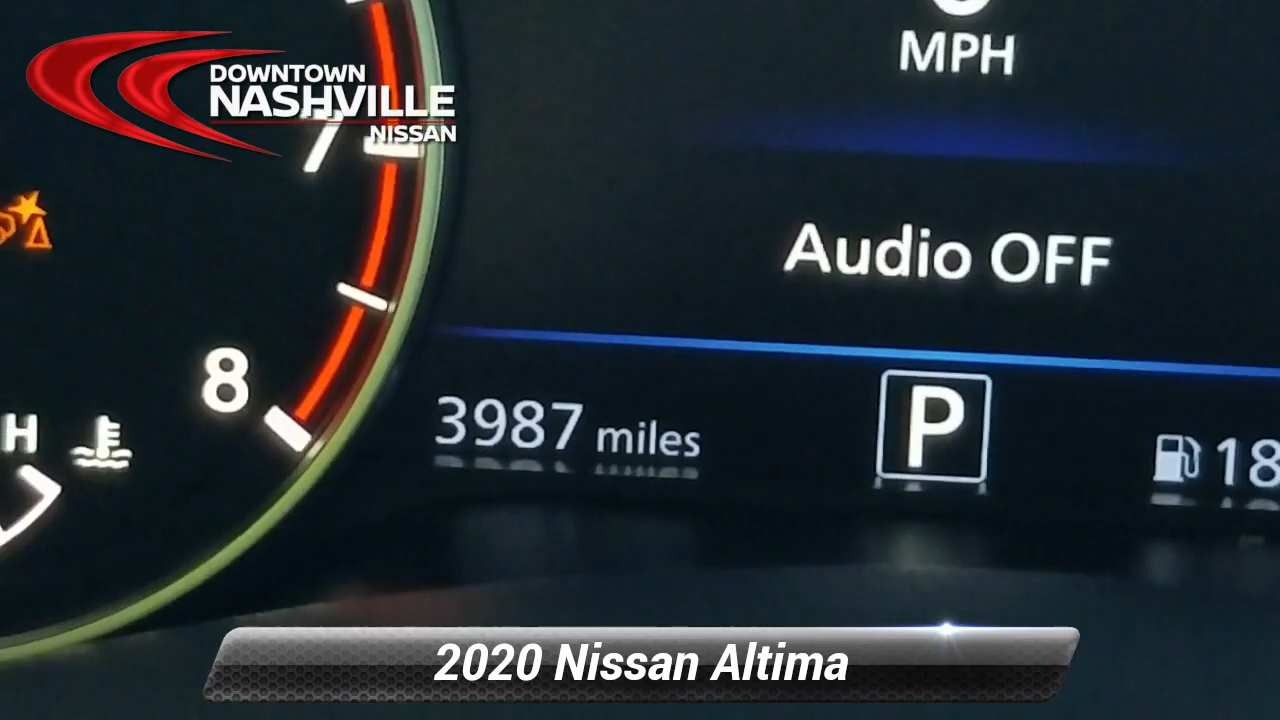 DOWNTOWN
NASHVILLE
NISSAN
7
8
H
MPH
Audio OFF
3987 miles
P
18
2020 Nissan Altima